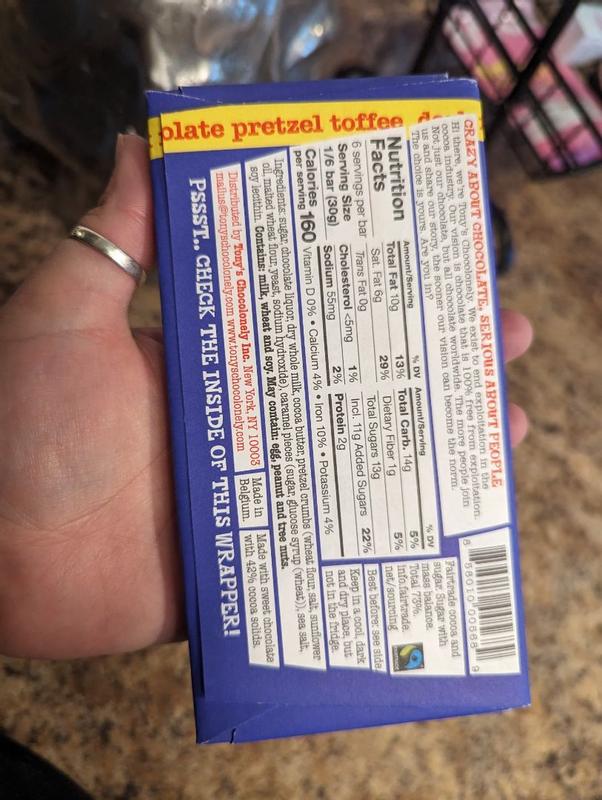 olate pretzel toffee
CRAZY ABOUT CHOCOLATE, SERIOUS ABOUT PEOPLE
Hi there, we're Tony's Chocolonely. We exist to end exploitation in the
cocoa industry. Our vision is chocolate that is 100% free from exploitation.
Not just our chocolate, but all chocolate worldwide. The more people join
us and share our story, the sooner our vision can become the norm.
The choice is yours. Are you in?
Nutrition
Facts
6 servings per bar
Serving Size
1/6 bar (30g)
Calories 160
per serving
Amount/Serving % DV
Total Fat 10g 13%
Sat. Fat 6g 29%
Trans Fat 0g
Cholesterol <5mg 1%
Sodium 55mg 2%
Amount/Serving % DV
Total Carb. 14g 5%
Dietary Fiber 1g 5%
Total Sugars 13g
Incl. 11g Added Sugars 22%
Protein 2g
Vitamin D 0% • Calcium 4% • Iron 10% • Potassium 4%
Ingredients: sugar, chocolate liquor, dry whole milk, cocoa butter, pretzel crumbs (wheat flour, salt, sunflower
oil, malted wheat flour, yeast, sodium hydroxide), caramel pieces (sugar, glucose syrup (wheat)), sea salt,
soy lecithin. Contains: milk, wheat and soy. May contain: egg, peanut and tree nuts.
Distributed by Tony's Chocolonely Inc. New York, NY 10003
mailus@tonyschocolonely.com www.tonyschocolonely.com
Made in
Belgium.
Made with sweet chocolate
with 42% cocoa solids.
Fairtrade cocoa and
sugar. Sugar with
mass balance.
Total 73%.
info.fairtrade.
net/sourcing
Best before: see side.
Keep in a cool, dark
and dry place, but
not in the fridge.
PSSST.. CHECK THE INSIDE OF THIS WRAPPER!